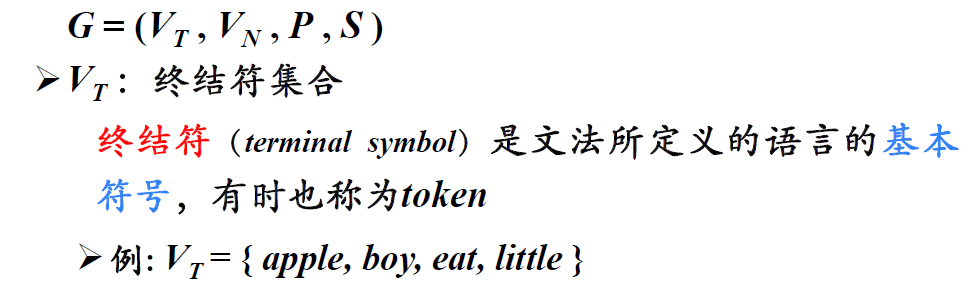 G = (V_T , V_N , P , S )
➢ V_T : 终结符集合
终结符（terminal symbol）是文法所定义的语言的基本
符号，有时也称为token
➢ 例: V_T = { apple, boy, eat, little }